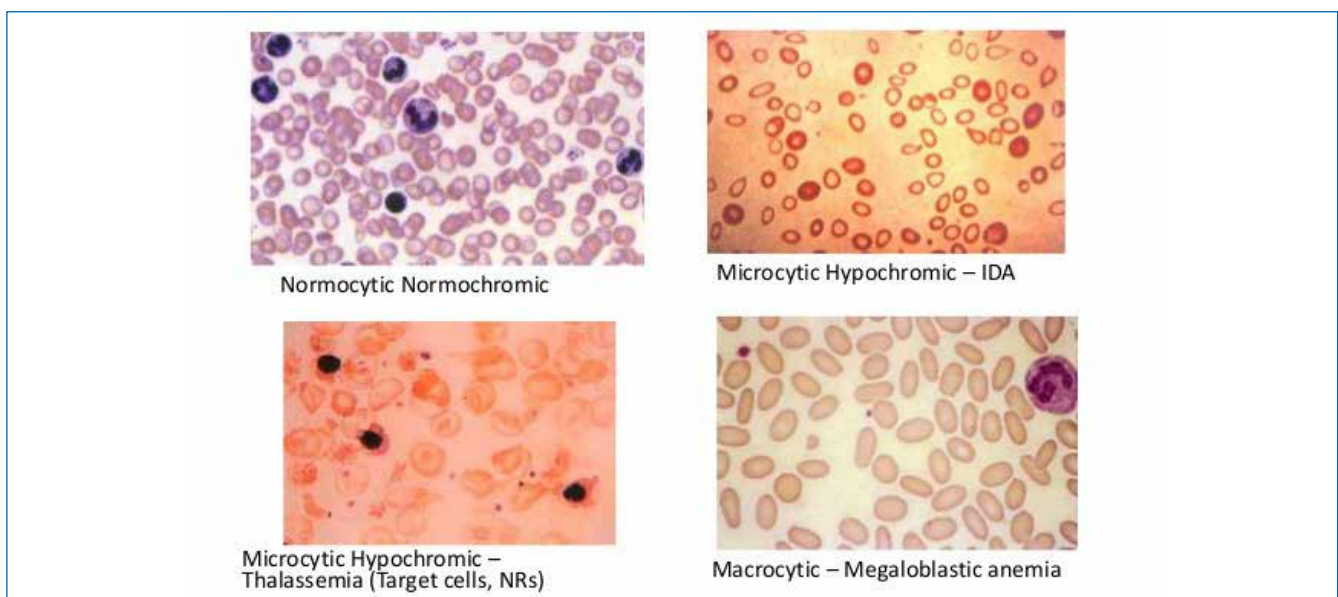 Normocytic Normochromic
Microcytic Hypochromic – IDA
Microcytic Hypochromic –
Thalassemia (Target cells, NRs)
Macrocytic – Megaloblastic anemia